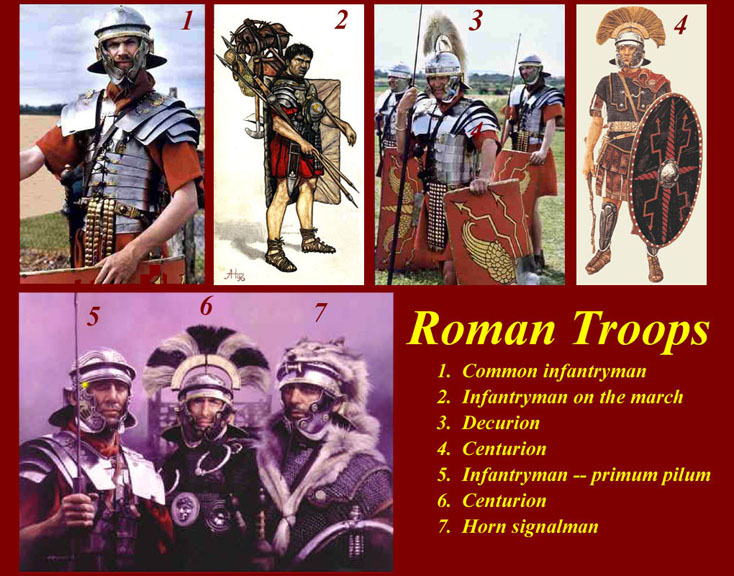 1
2
3
4
5
6
7
Roman Troops
1. Common infantryman
2. Infantryman on the march
3. Decurion
4. Centurion
5. Infantryman -- primum pilum
6. Centurion
7. Horn signalman